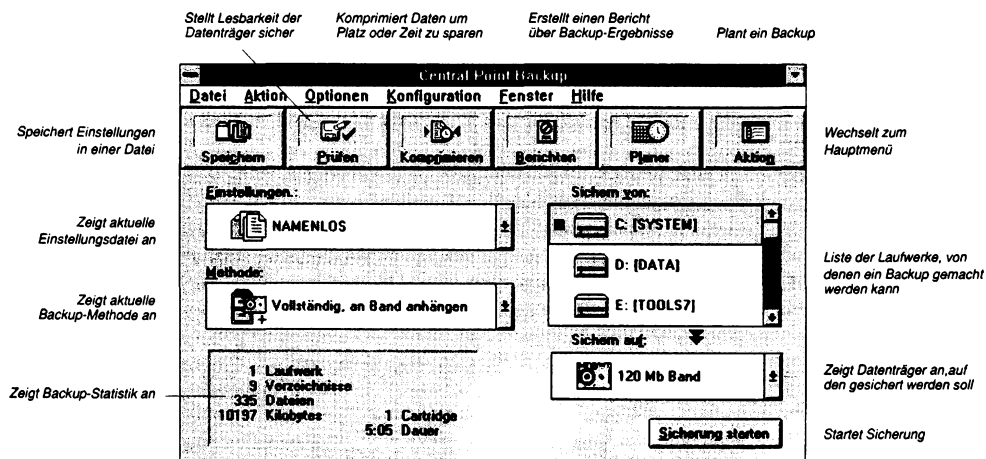 Stellt Lesbarkeit der
Datenträger sicher
Komprimiert Daten um
Platz oder Zeit zu sparen
Erstellt einen Bericht
über Backup-Ergebnisse
Plant ein Backup
Central Point Backup
Datei Aktion Optionen Konfiguration Fenster Hilfe
Speichern Prüfen Komprimieren Berichten Planer Aktion
Speichert Einstellungen
in einer Datei
Wechselt zum
Hauptmenü
Einstellungen.:
NAMENLOS
Zeigt aktuelle
Einstellungsdatei an
Methode:
Vollständig, an Band anhängen
Zeigt aktuelle
Backup-Methode an
Sichern von:
C: [SYSTEM]
D: [DATA]
E: [TOOLS7]
Liste der Laufwerke, von
denen ein Backup gemacht
werden kann
Sichern auf:
120 Mb Band
Zeigt Datenträger an,auf
den gesichert werden soll
Zeigt Backup-Statistik an
1 Laufwerk
9 Verzeichnisse
335 Dateien
10197 Kilobytes 1 Cartridge
5:05 Dauer
Sicherung starten
Startet Sicherung